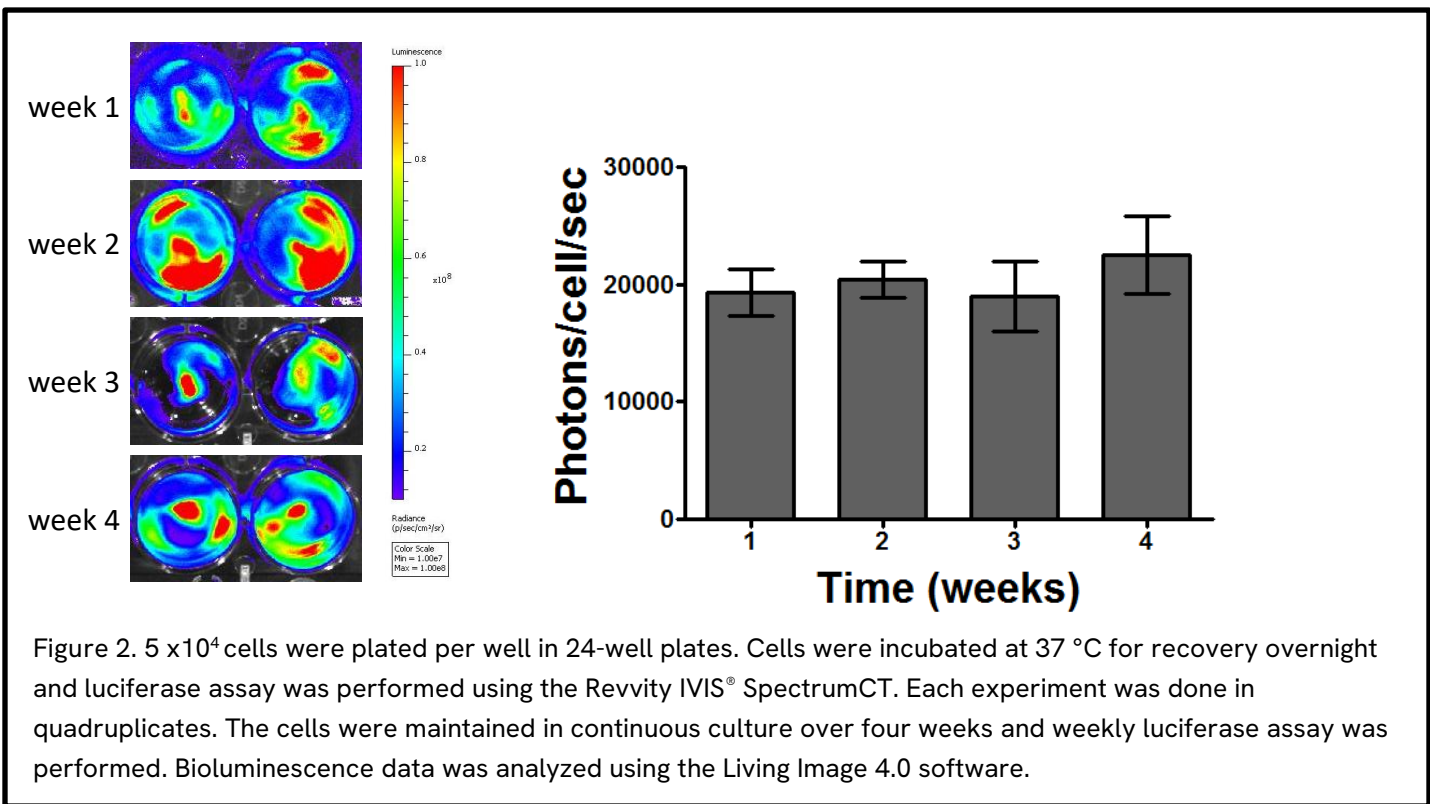 week 1
week 2
week 3
week 4
Luminescence
1.0
0.8
0.6
x10⁸
0.4
0.2
Radiance
(p/sec/cm²/sr)
Color Scale
Min = 1.00e7
Max = 1.00e8
Photons/cell/sec
30000
20000
10000
0
1 2 3 4
Time (weeks)
Figure 2. 5 x10⁴ cells were plated per well in 24-well plates. Cells were incubated at 37 °C for recovery overnight
and luciferase assay was performed using the Revvity IVIS® SpectrumCT. Each experiment was done in
quadruplicates. The cells were maintained in continuous culture over four weeks and weekly luciferase assay was
performed. Bioluminescence data was analyzed using the Living Image 4.0 software.